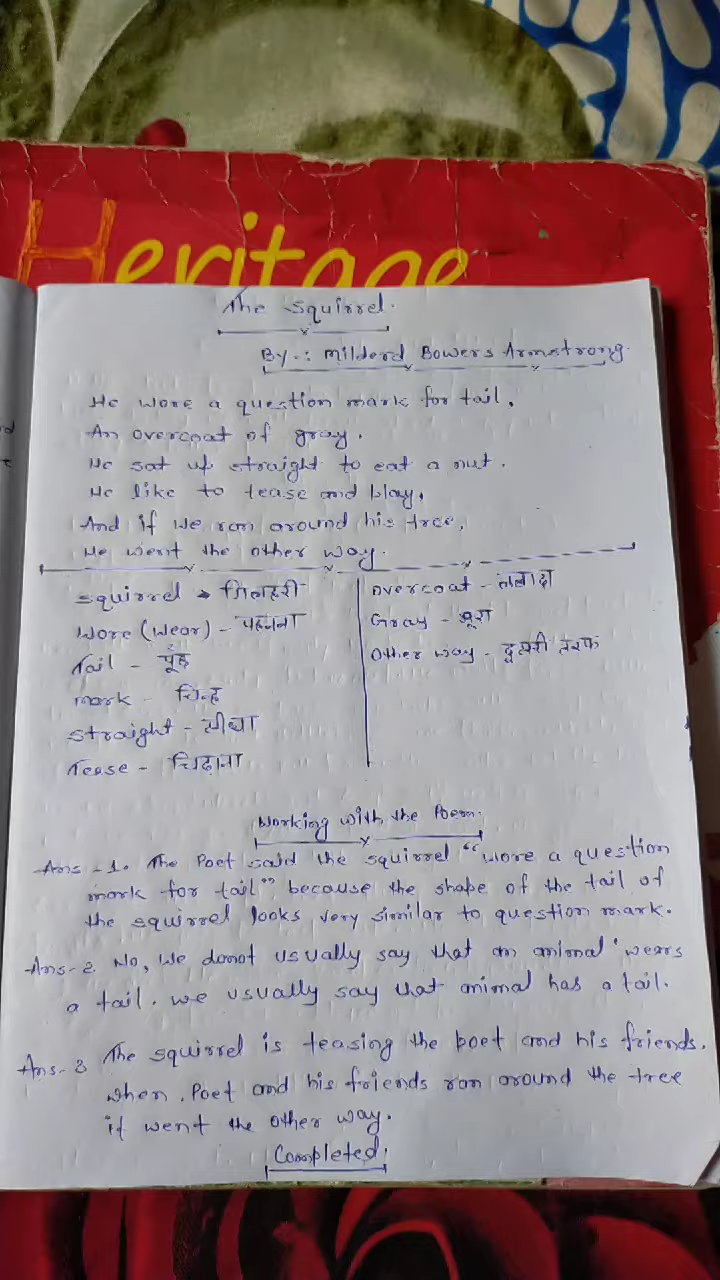 Heritage
The Squirrel.
By.: Milderd Bowers Armstrong.
He wore a question mark for tail,
An overcoat of gray.
He sat up straight to eat a nut.
He like to tease and play,
And if we ran around his tree,
He went the other way.
Squirrel → गिलहरी
Wore (Wear) - पहनना
Tail - पूँछ
mark - चिन्ह
Straight - सीधा
Tease - चिढ़ाना
Overcoat - लबादा
Gray - भूरा
Other way - दूसरी तरफ
Working with the Poem.
Ans - 1. The Poet said the squirrel "wore a question
mark for tail" because the shape of the tail of
the squirrel looks very similar to question mark.
Ans- 2. No, We donot usually say that an animal 'wears
a tail. we usually say that animal has a tail.
Ans- 3 The squirrel is teasing the poet and his friends.
when Poet and his friends ran around the tree
it went the other way.
Completed.